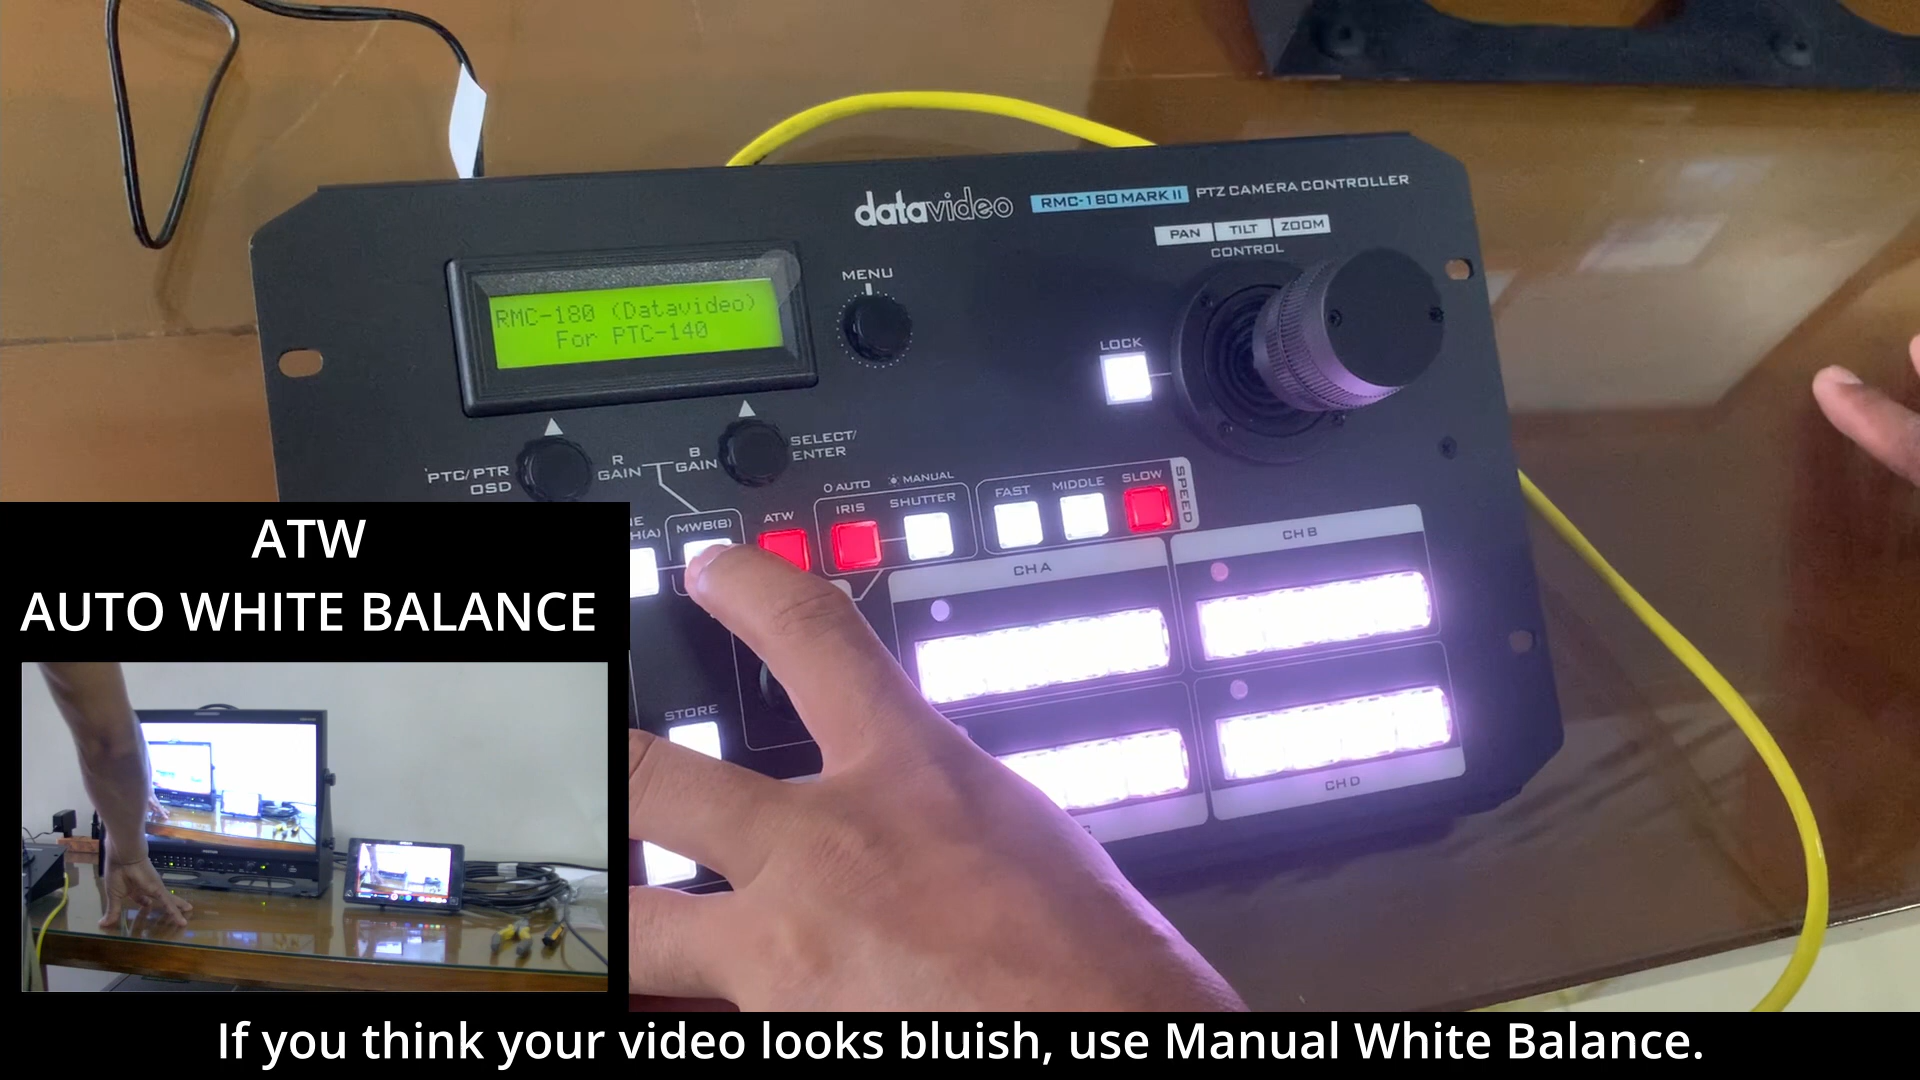 datavideo RMC-180 MARK II PTZ CAMERA CONTROLLER
PAN TILT ZOOM
CONTROL
MENU
RMC-180 (Datavideo)
For PTC-140
LOCK
PTC/PTR
OSD
R
GAIN
B
GAIN
SELECT/
ENTER
O AUTO
MANUAL
MWB(B)
ATW
IRIS
SHUTTER
FAST
MIDDLE
SLOW
SPEED
CH A
CH B
STORE
CH D
ATW
AUTO WHITE BALANCE
If you think your video looks bluish, use Manual White Balance.